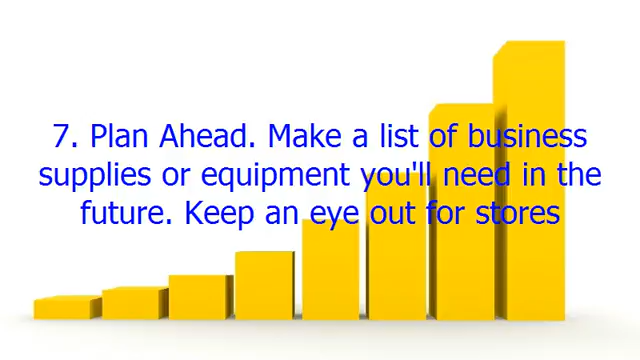 7. Plan Ahead. Make a list of business
supplies or equipment you'll need in the
future. Keep an eye out for stores